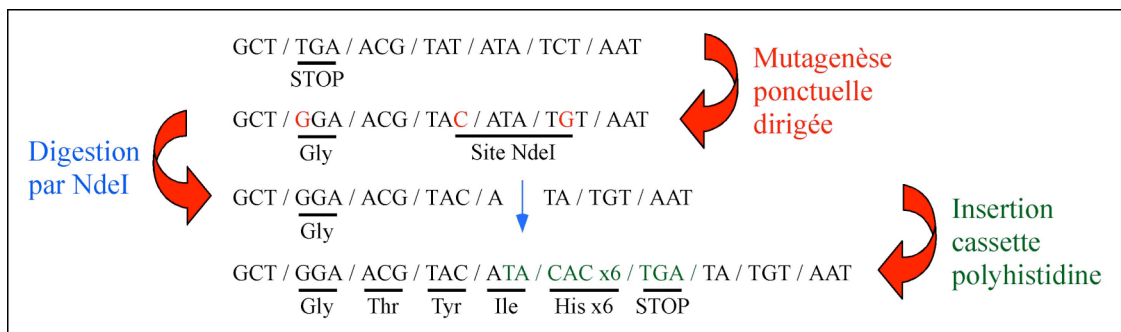 GCT / TGA / ACG / TAT / ATA / TCT / AAT
STOP
Mutagenèse
ponctuelle
dirigée
GCT / GGA / ACG / TAC / ATA / TGT / AAT
Gly
Site NdeI
Digestion
par NdeI
GCT / GGA / ACG / TAC / A TA / TGT / AAT
Gly
Insertion
cassette
polyhistidine
GCT / GGA / ACG / TAC / ATA / CAC x6 / TGA / TA / TGT / AAT
Gly Thr Tyr Ile His x6 STOP